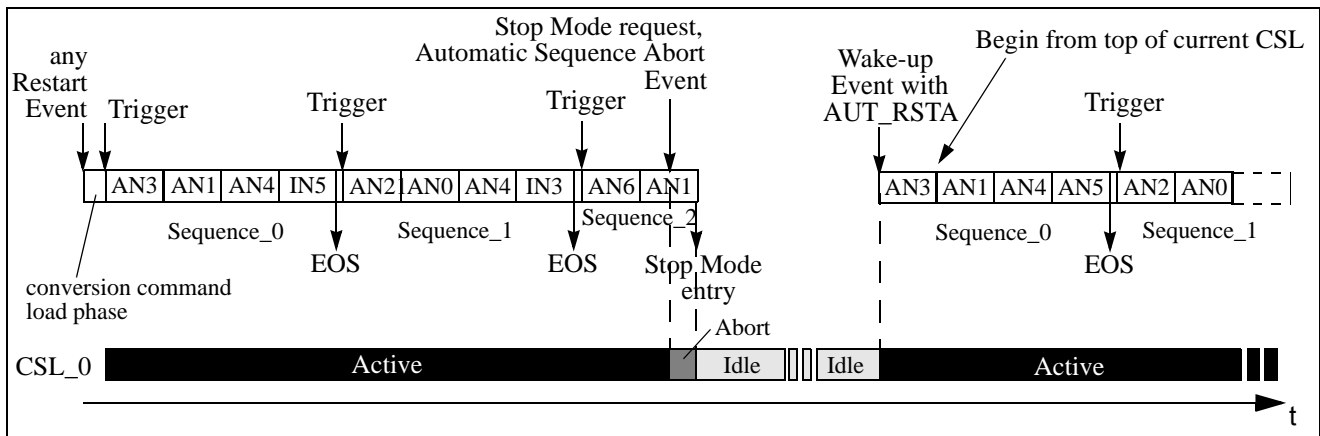 Stop Mode request,
Automatic Sequence Abort
Event
any
Restart
Event
Trigger
Trigger
Trigger
Wake-up
Event with
AUT_RSTA
Begin from top of current CSL
Trigger
AN3 AN1 AN4 IN5 AN21 AN0 AN4 IN3 AN6 AN1
AN3 AN1 AN4 AN5 AN2 AN0
Sequence_0
Sequence_1
Sequence_2
Sequence_0
Sequence_1
EOS
EOS
EOS
conversion command
load phase
Stop Mode
entry
Abort
CSL_0
Active
Idle
Idle
Active
t